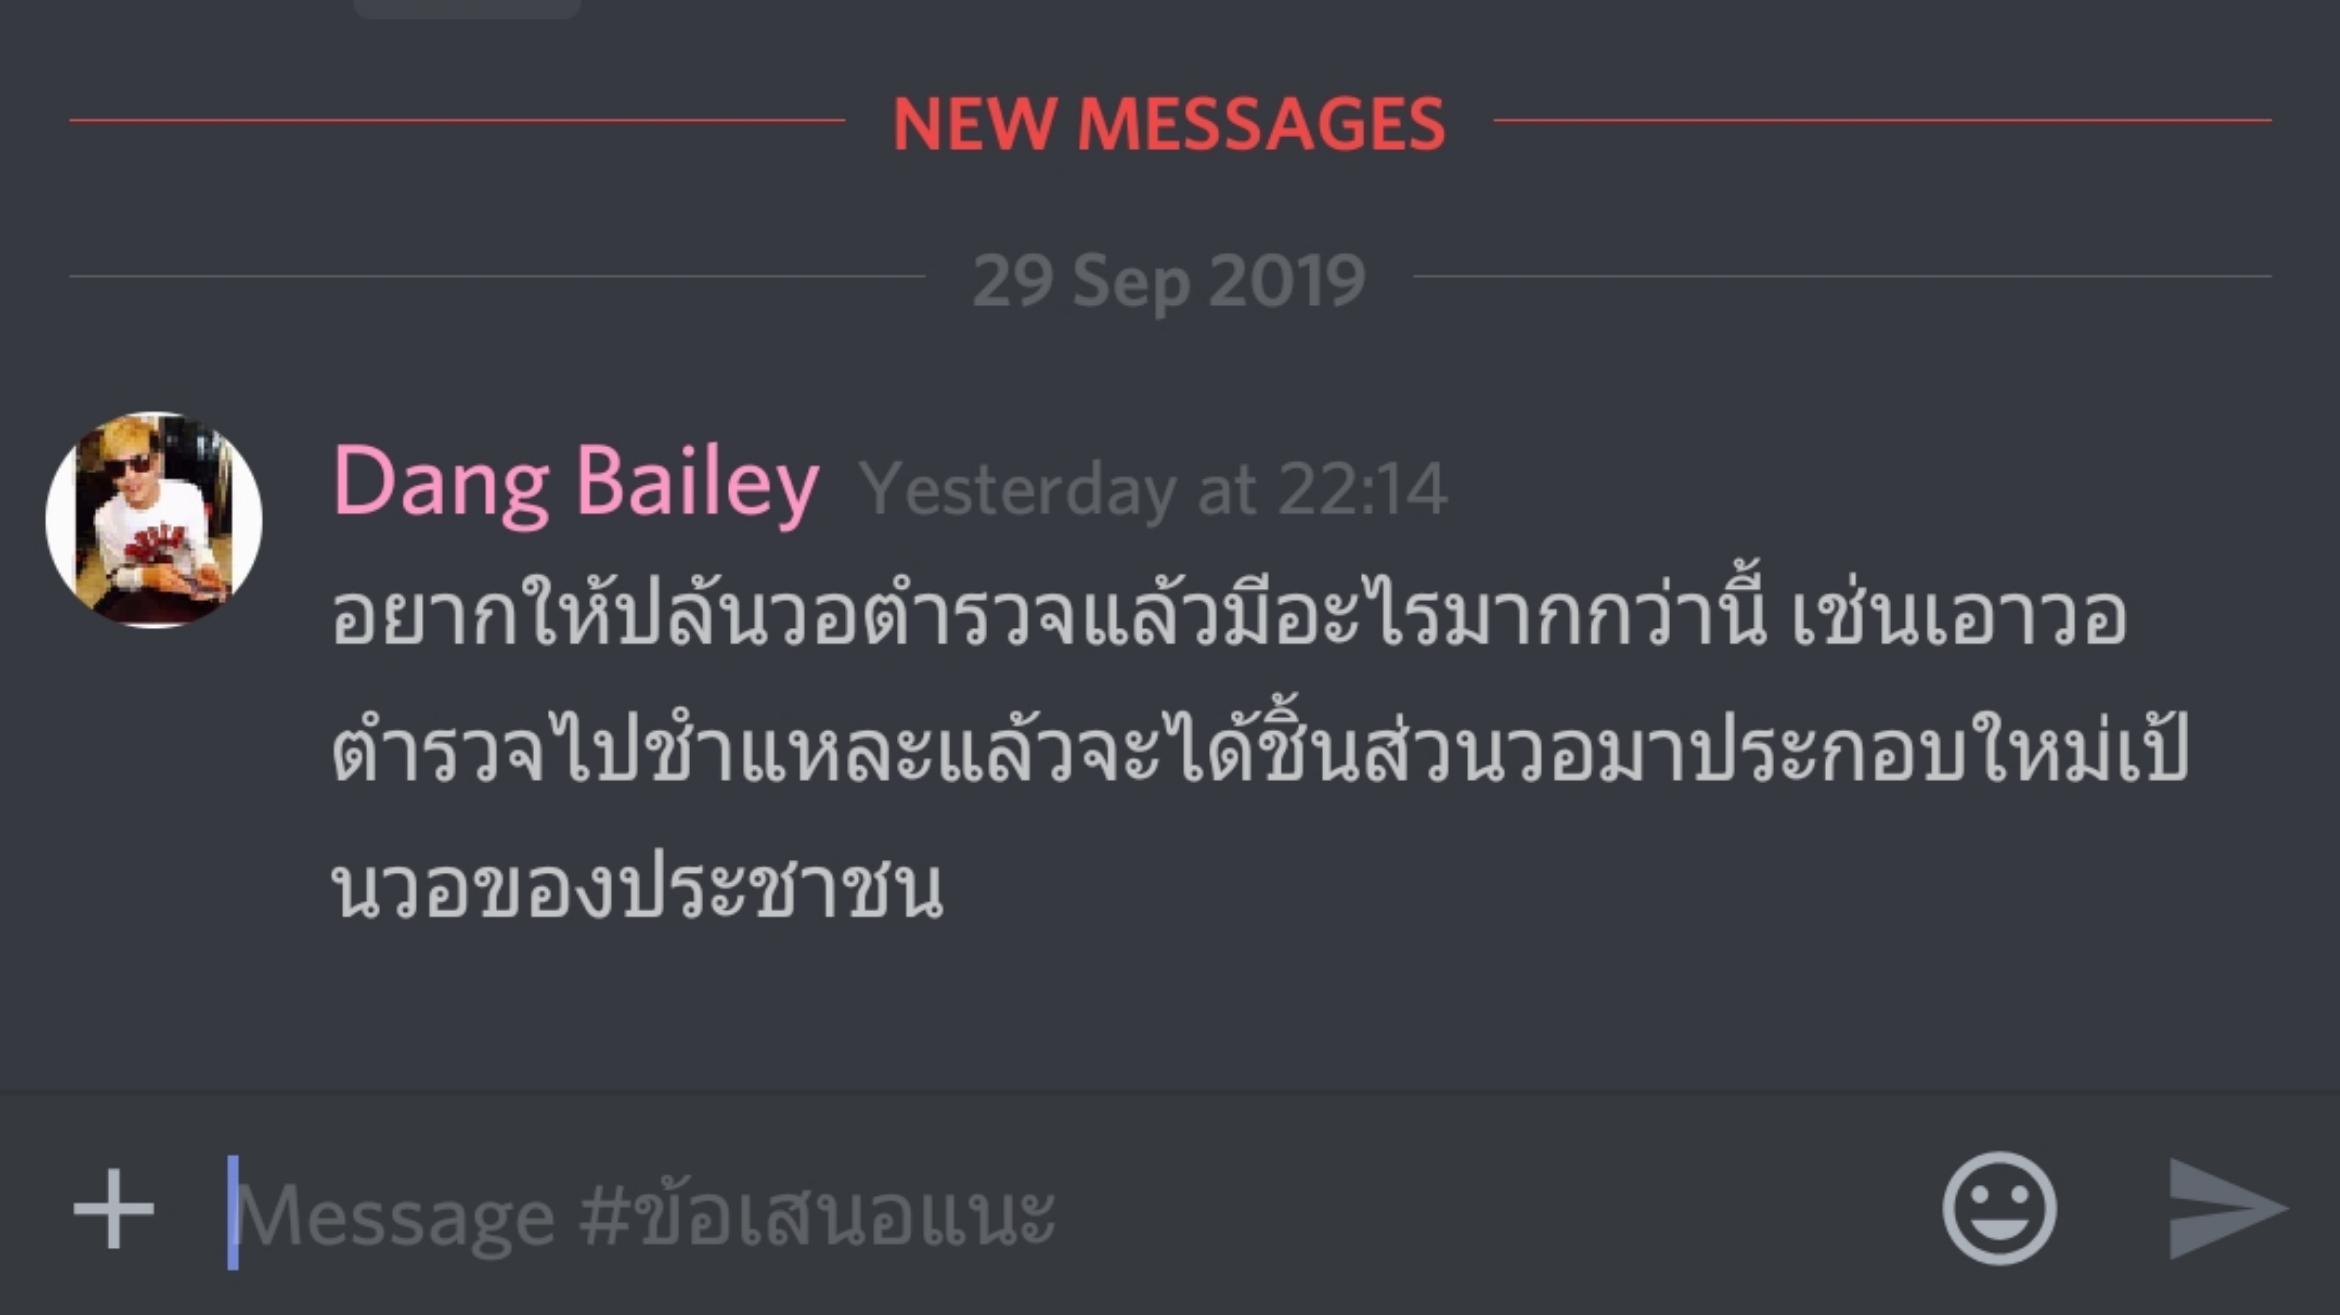 NEW MESSAGES
29 Sep 2019
Dang Bailey Yesterday at 22:14
อยากให้ปล้นวอตำรวจแล้วมีอะไรมากกว่านี้ เช่นเอาวอ
ตำรวจไปชำแหละแล้วจะได้ชิ้นส่วนวอมาประกอบใหม่เป้
นวอของประชาชน
Message #ข้อเสนอแนะ